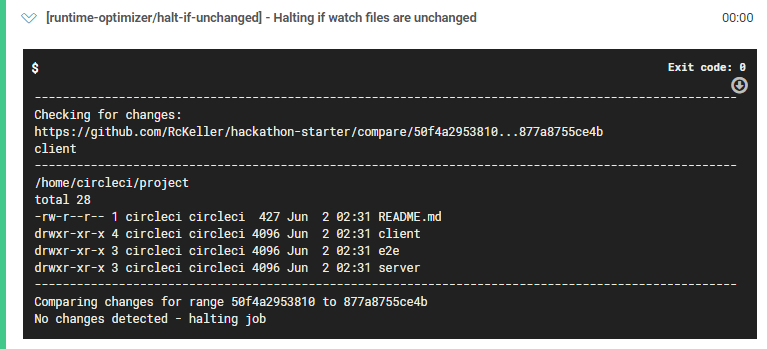 [runtime-optimizer/halt-if-unchanged] - Halting if watch files are unchanged 00:00
$ Exit code: 0
----------------------------------------------------------------------------------------------------
Checking for changes:
https://github.com/RcKeller/hackathon-starter/compare/50f4a2953810...877a8755ce4b
client
----------------------------------------------------------------------------------------------------
/home/circleci/project
total 28
-rw-r--r-- 1 circleci circleci  427 Jun  2 02:31 README.md
drwxr-xr-x 4 circleci circleci 4096 Jun  2 02:31 client
drwxr-xr-x 3 circleci circleci 4096 Jun  2 02:31 e2e
drwxr-xr-x 3 circleci circleci 4096 Jun  2 02:31 server
----------------------------------------------------------------------------------------------------
Comparing changes for range 50f4a2953810 to 877a8755ce4b
No changes detected - halting job